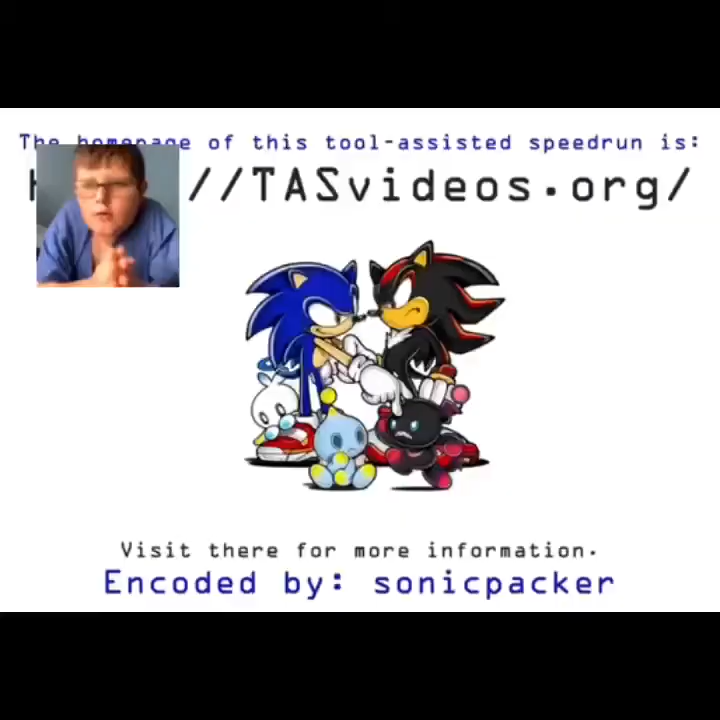 The homepage of this tool-assisted speedrun is:
//TASvideos.org/
Visit there for more information.
Encoded by: sonicpacker